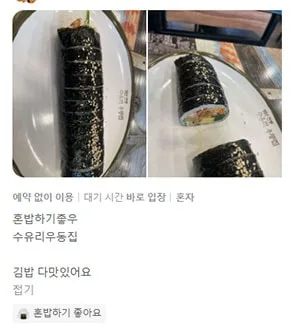 예약 없이 이용 | 대기 시간 바로 입장 | 혼자
혼밥하기좋우
수유리우동집
김밥 다맛있어요
접기
혼밥하기 좋아요